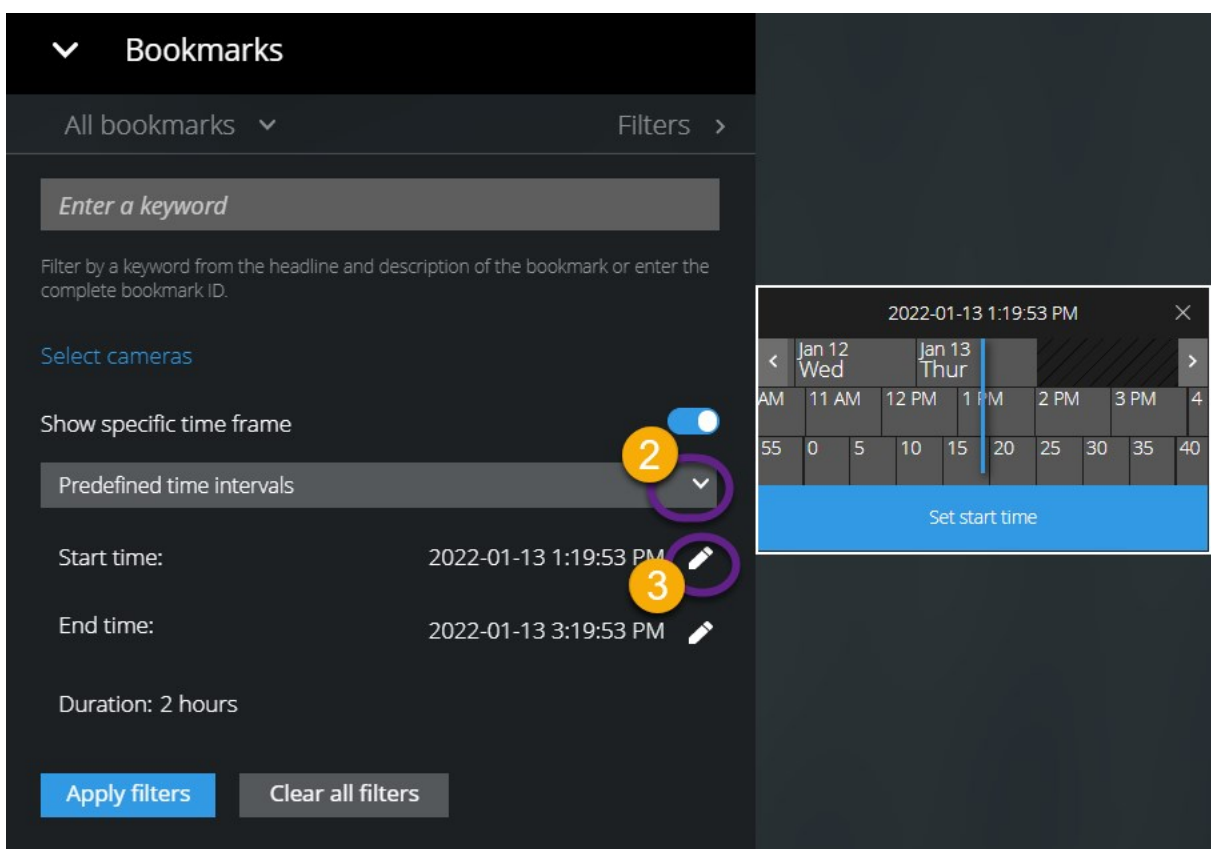 Bookmarks
All bookmarks
Filters
Enter a keyword
Filter by a keyword from the headline and description of the bookmark or enter the
complete bookmark ID.
Select cameras
Show specific time frame
2
Predefined time intervals
Start time: 2022-01-13 1:19:53 PM
3
End time: 2022-01-13 3:19:53 PM
Duration: 2 hours
Apply filters
Clear all filters
2022-01-13 1:19:53 PM
Jan 12 Jan 13
Wed Thur
AM 11 AM 12 PM 1 PM 2 PM 3 PM 4
55 0 5 10 15 20 25 30 35 40
Set start time